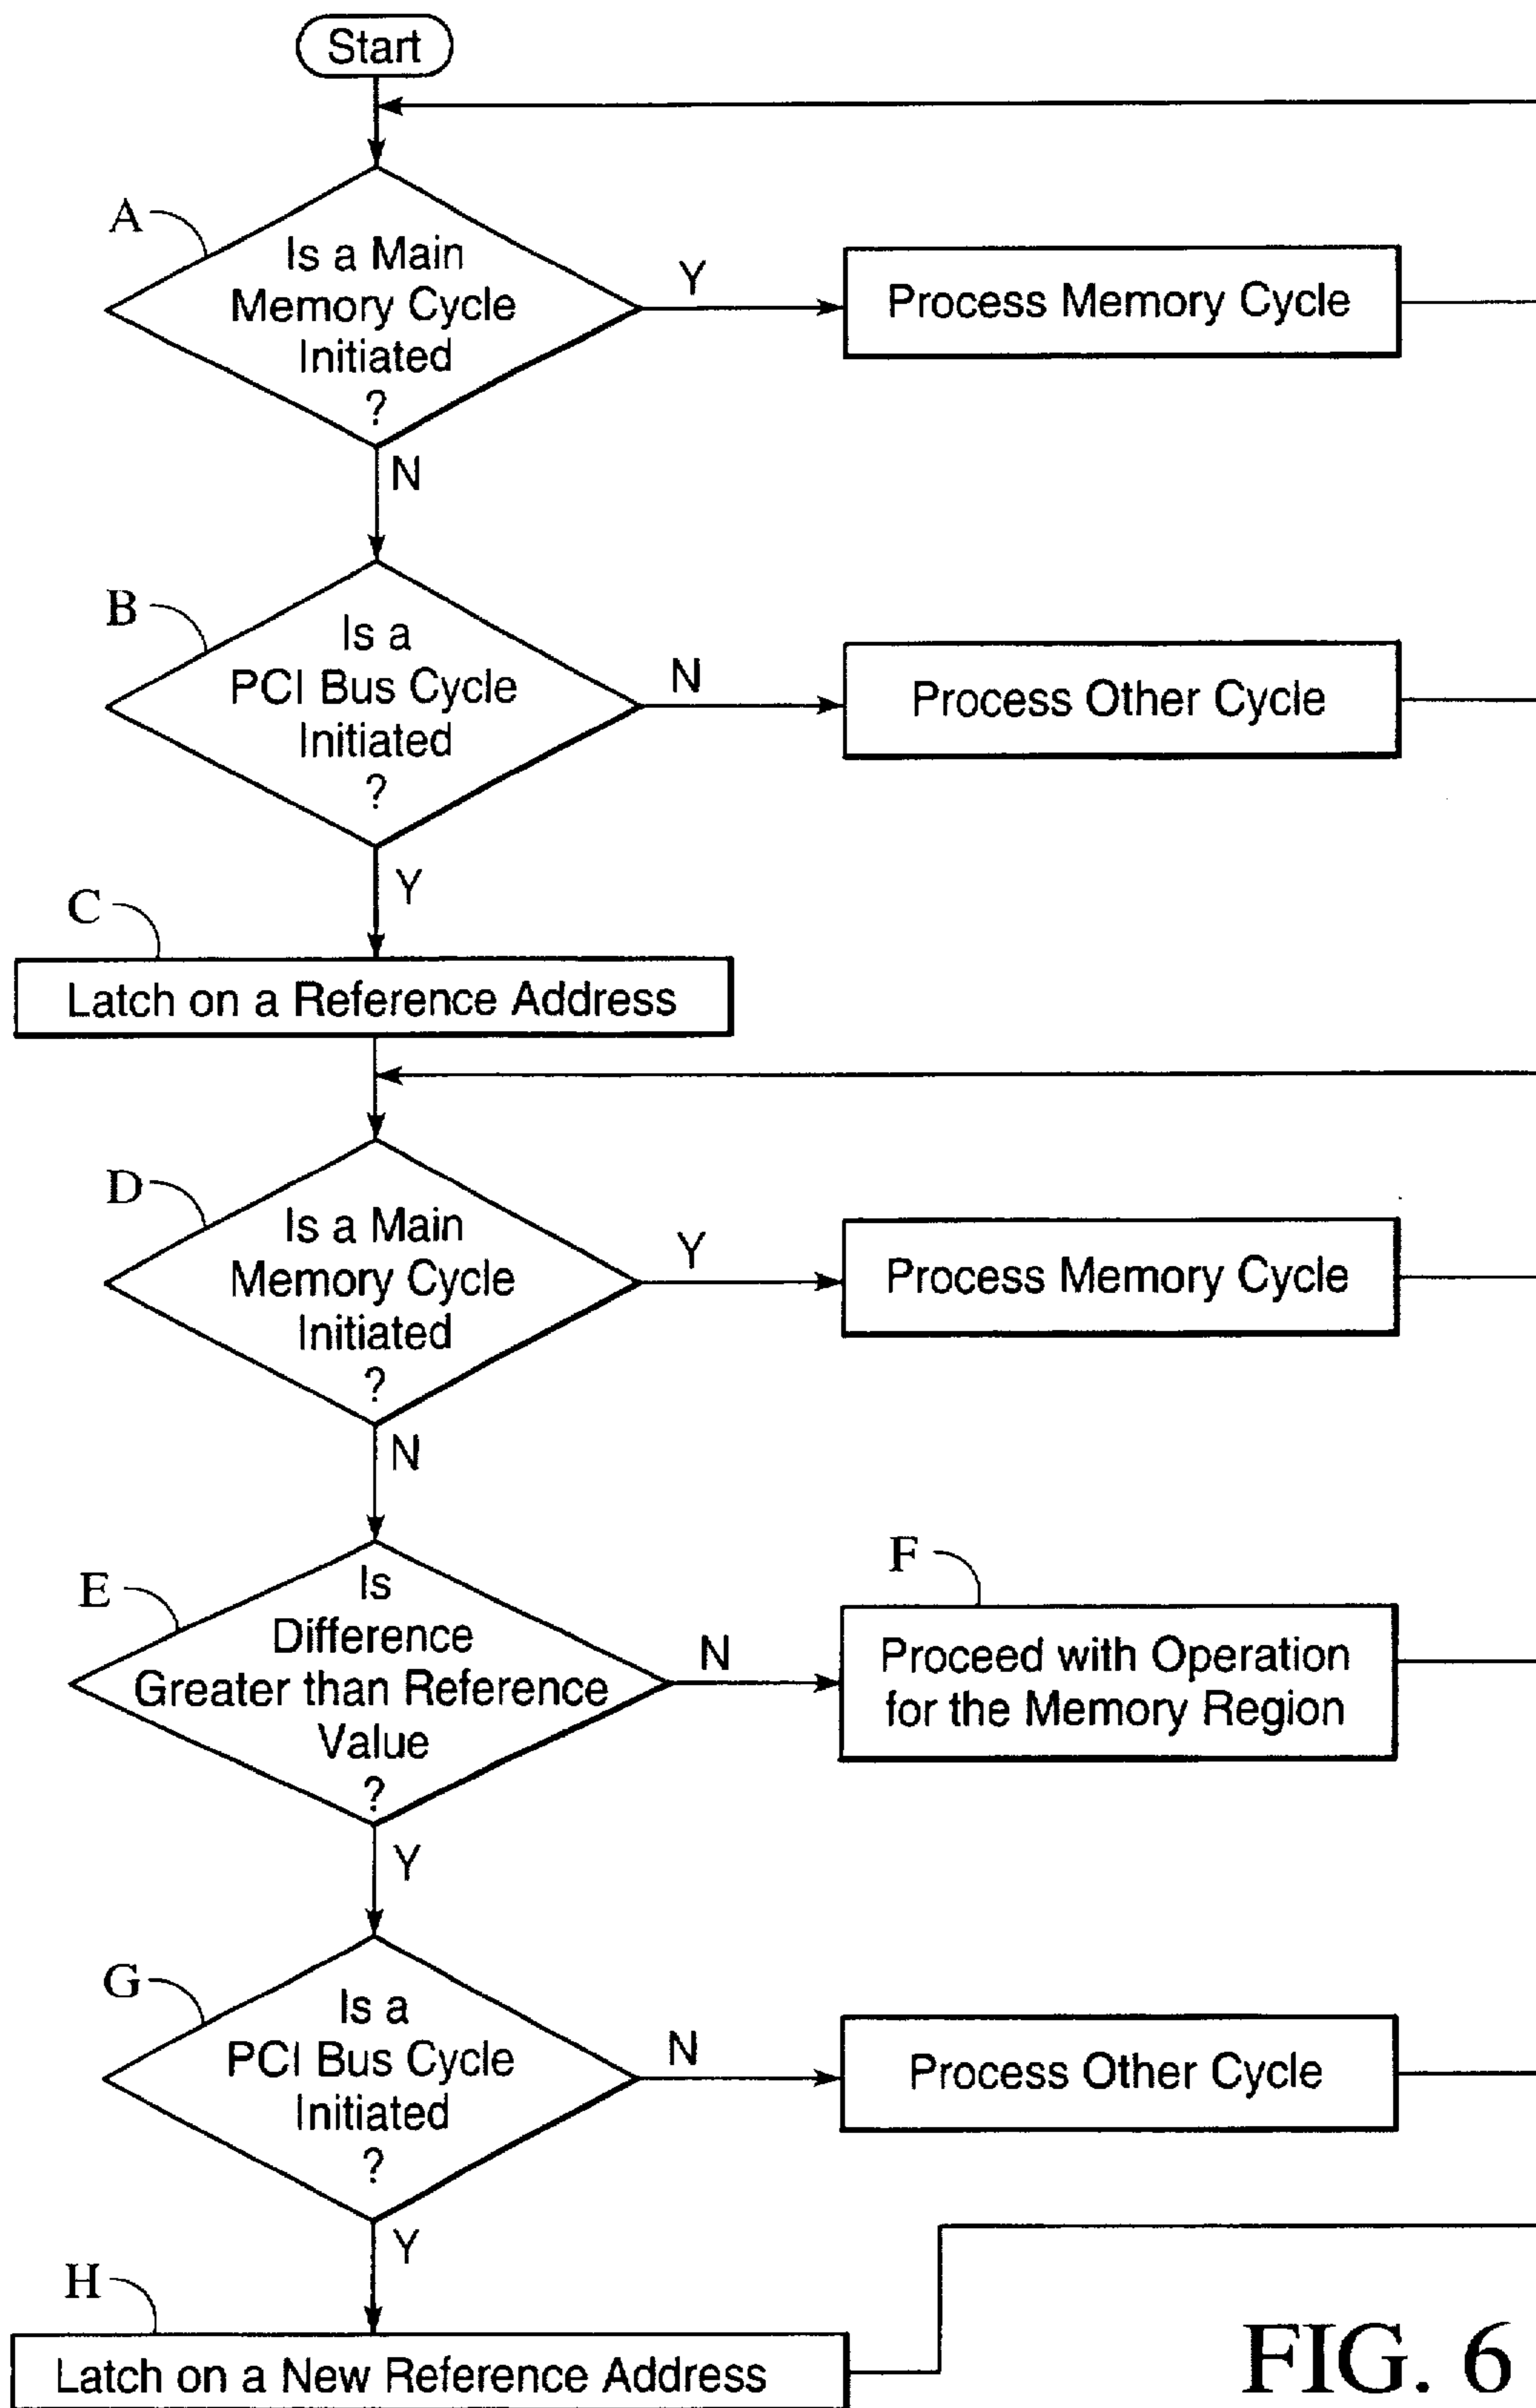 Start
A
Is a Main
Memory Cycle
Initiated
?
Y
Process Memory Cycle
N
B
Is a
PCI Bus Cycle
Initiated
?
N
Process Other Cycle
Y
C
Latch on a Reference Address
D
Is a Main
Memory Cycle
Initiated
?
Y
Process Memory Cycle
N
E
Is
Difference
Greater than Reference
Value
?
N
F
Proceed with Operation
for the Memory Region
Y
G
Is a
PCI Bus Cycle
Initiated
?
N
Process Other Cycle
Y
H
Latch on a New Reference Address
FIG. 6